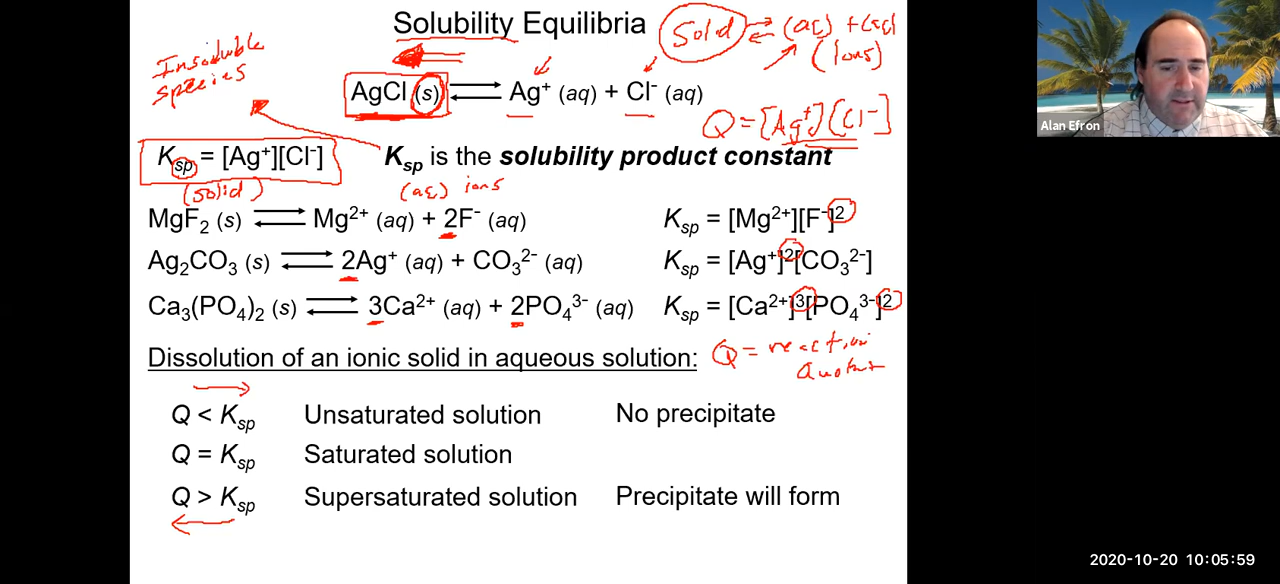 Solubility Equilibria
Solid ⇌ (aq) + (aq)
(Ions)
Insoluble
species
AgCl (s) ⇌ Ag⁺ (aq) + Cl⁻ (aq)
Q = [Ag⁺][Cl⁻]
Alan Efron
Kₛₚ = [Ag⁺][Cl⁻] Kₛₚ is the solubility product constant
(solid) (aq) ions
MgF₂ (s) ⇌ Mg²⁺ (aq) + 2F⁻ (aq) Kₛₚ = [Mg²⁺][F⁻]²
Ag₂CO₃ (s) ⇌ 2Ag⁺ (aq) + CO₃²⁻ (aq) Kₛₚ = [Ag⁺]²[CO₃²⁻]
Ca₃(PO₄)₂ (s) ⇌ 3Ca²⁺ (aq) + 2PO₄³⁻ (aq) Kₛₚ = [Ca²⁺]³[PO₄³⁻]²
Dissolution of an ionic solid in aqueous solution:
Q = reaction
Q < Kₛₚ Unsaturated solution No precipitate
Q = Kₛₚ Saturated solution
Q > Kₛₚ Supersaturated solution Precipitate will form
2020-10-20 10:05:59